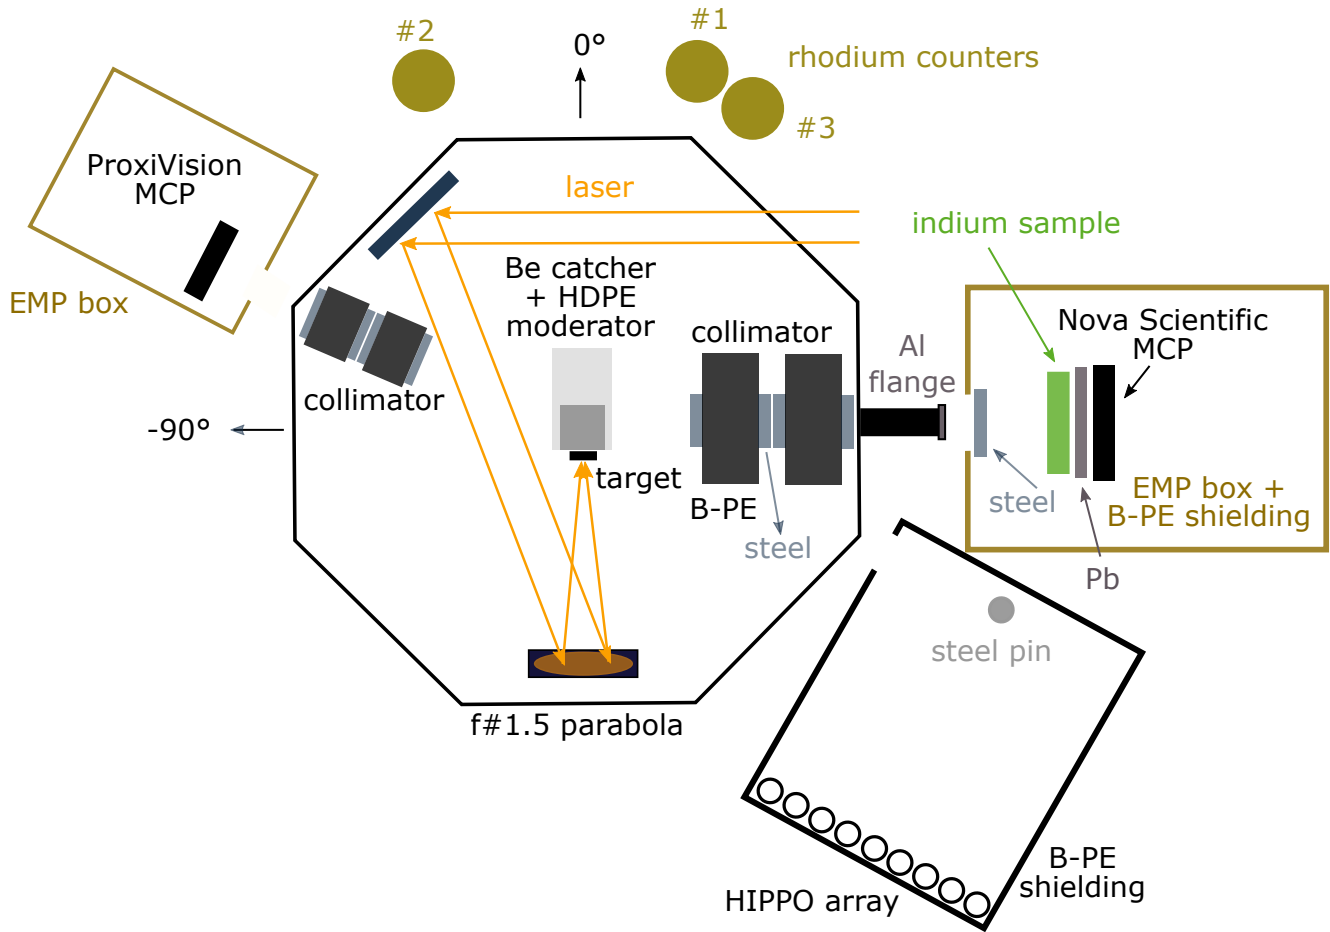 #1
#2
0°
rhodium counters
#3
ProxiVision
MCP
laser
indium sample
Be catcher
+ HDPE
moderator
EMP box
Nova Scientific
MCP
collimator
Al
flange
collimator
-90°
target
B-PE
steel
steel
EMP box +
B-PE shielding
Pb
steel pin
f#1.5 parabola
B-PE
shielding
HIPPO array